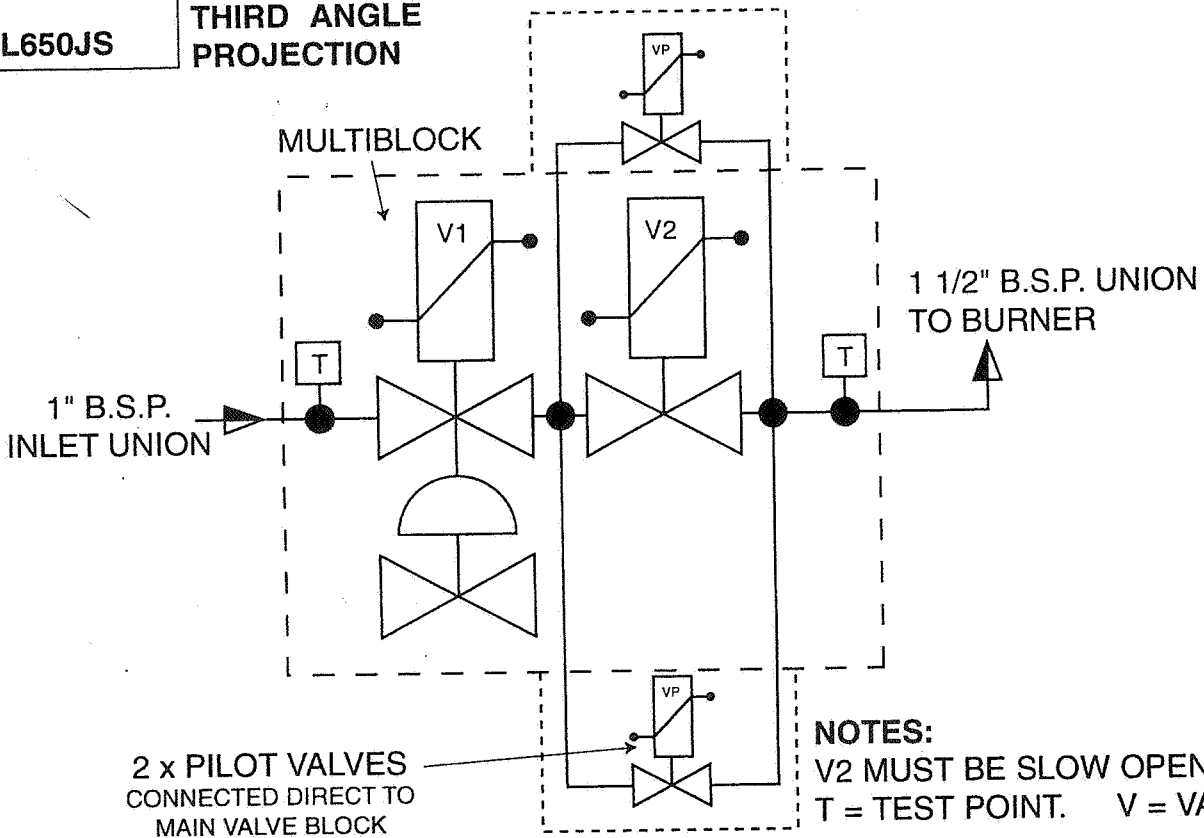 L650JS
THIRD ANGLE
PROJECTION
VP
MULTIBLOCK
V1
V2
1 1/2" B.S.P. UNION
TO BURNER
T
T
1" B.S.P.
INLET UNION
VP
2 x PILOT VALVES
CONNECTED DIRECT TO
MAIN VALVE BLOCK
NOTES:
V2 MUST BE SLOW OPEN
T = TEST POINT. V = VA